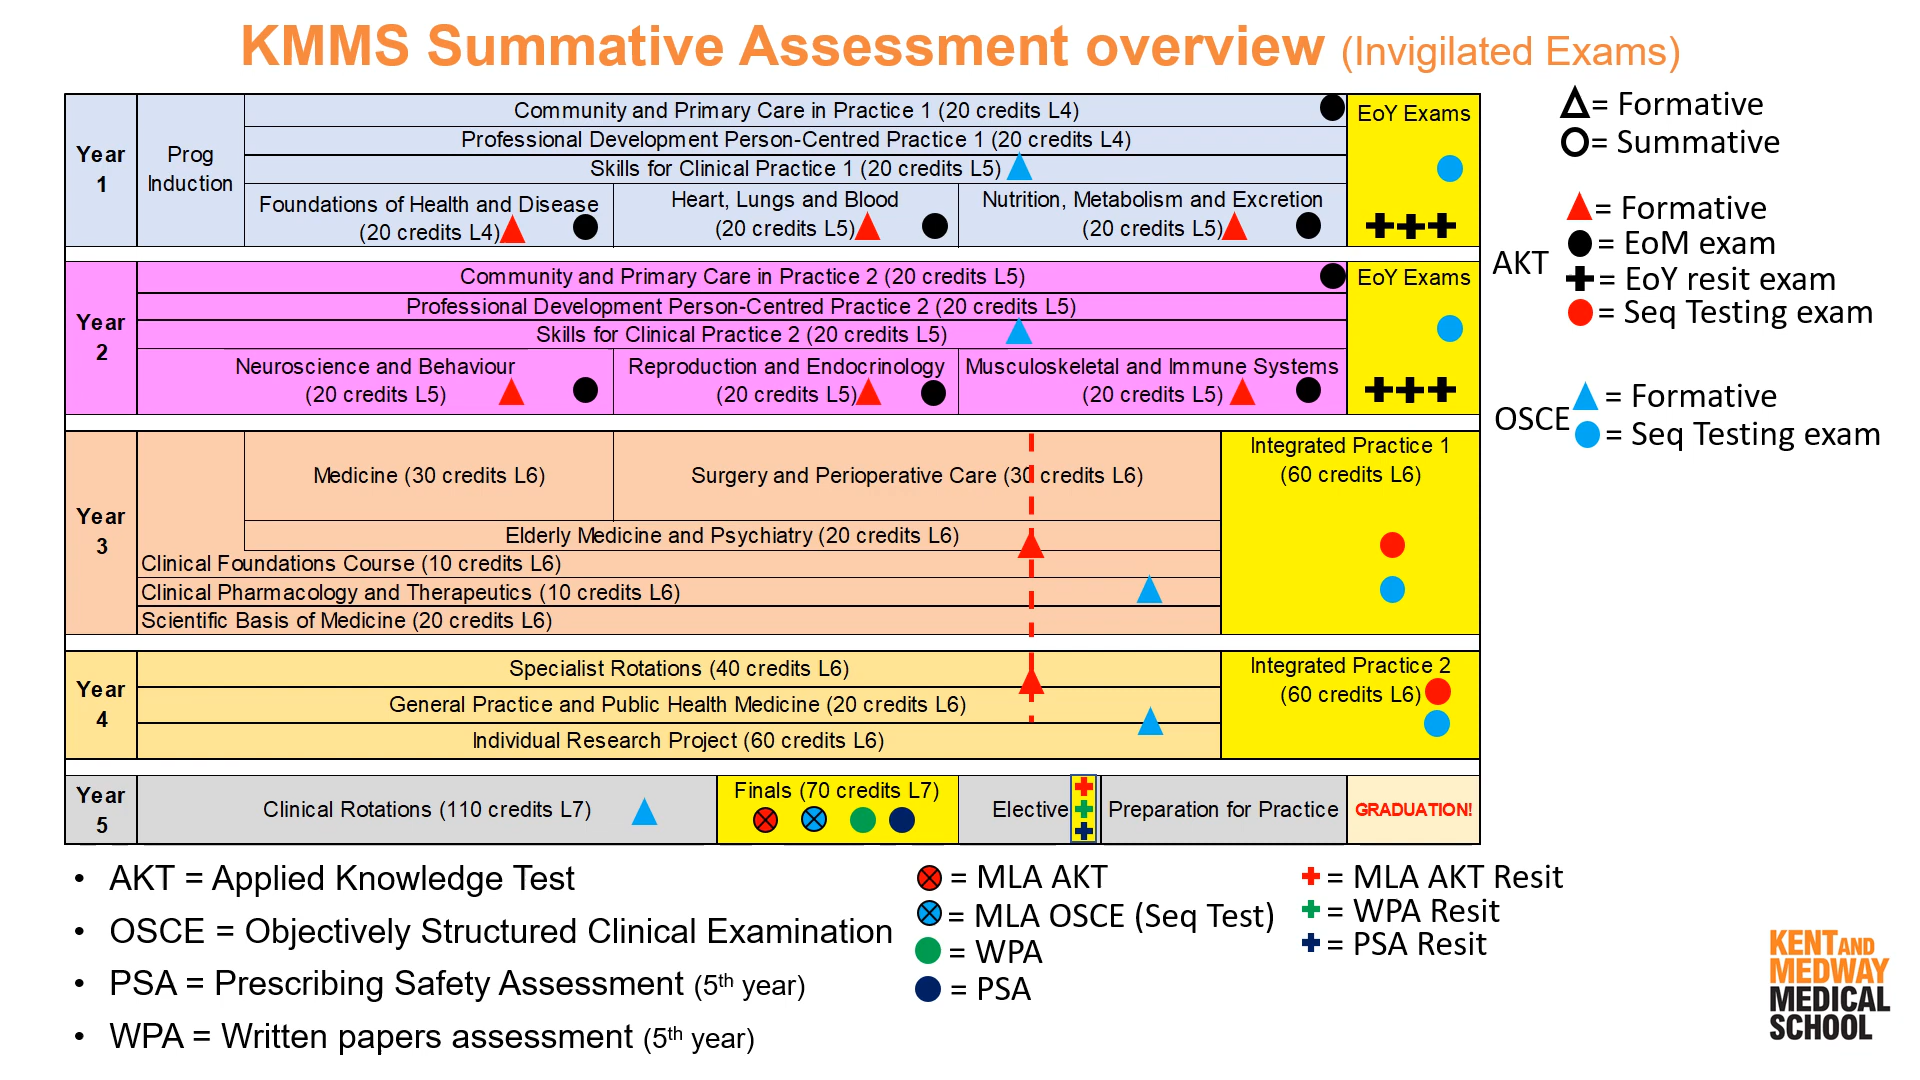 KMMS Summative Assessment overview (Invigilated Exams)
Year
1
Prog
Induction
Community and Primary Care in Practice 1 (20 credits L4)
Professional Development Person-Centred Practice 1 (20 credits L4)
Skills for Clinical Practice 1 (20 credits L5)
Foundations of Health and Disease
(20 credits L4)
Heart, Lungs and Blood
(20 credits L5)
Nutrition, Metabolism and Excretion
(20 credits L5)
EoY Exams
Year
2
Community and Primary Care in Practice 2 (20 credits L5)
Professional Development Person-Centred Practice 2 (20 credits L5)
Skills for Clinical Practice 2 (20 credits L5)
Neuroscience and Behaviour
(20 credits L5)
Reproduction and Endocrinology
(20 credits L5)
Musculoskeletal and Immune Systems
(20 credits L5)
EoY Exams
Year
3
Medicine (30 credits L6)
Surgery and Perioperative Care (30 credits L6)
Elderly Medicine and Psychiatry (20 credits L6)
Clinical Foundations Course (10 credits L6)
Clinical Pharmacology and Therapeutics (10 credits L6)
Scientific Basis of Medicine (20 credits L6)
Integrated Practice 1
(60 credits L6)
Year
4
Specialist Rotations (40 credits L6)
General Practice and Public Health Medicine (20 credits L6)
Individual Research Project (60 credits L6)
Integrated Practice 2
(60 credits L6)
Year
5
Clinical Rotations (110 credits L7)
Finals (70 credits L7)
Elective
Preparation for Practice
GRADUATION!
= Formative
= Summative
AKT
= Formative
= EoM exam
= EoY resit exam
= Seq Testing exam
OSCE
= Formative
= Seq Testing exam
• AKT = Applied Knowledge Test
• OSCE = Objectively Structured Clinical Examination
• PSA = Prescribing Safety Assessment (5th year)
• WPA = Written papers assessment (5th year)
= MLA AKT
= MLA OSCE (Seq Test)
= WPA
= PSA
= MLA AKT Resit
= WPA Resit
= PSA Resit
KENT AND
MEDWAY
MEDICAL
SCHOOL